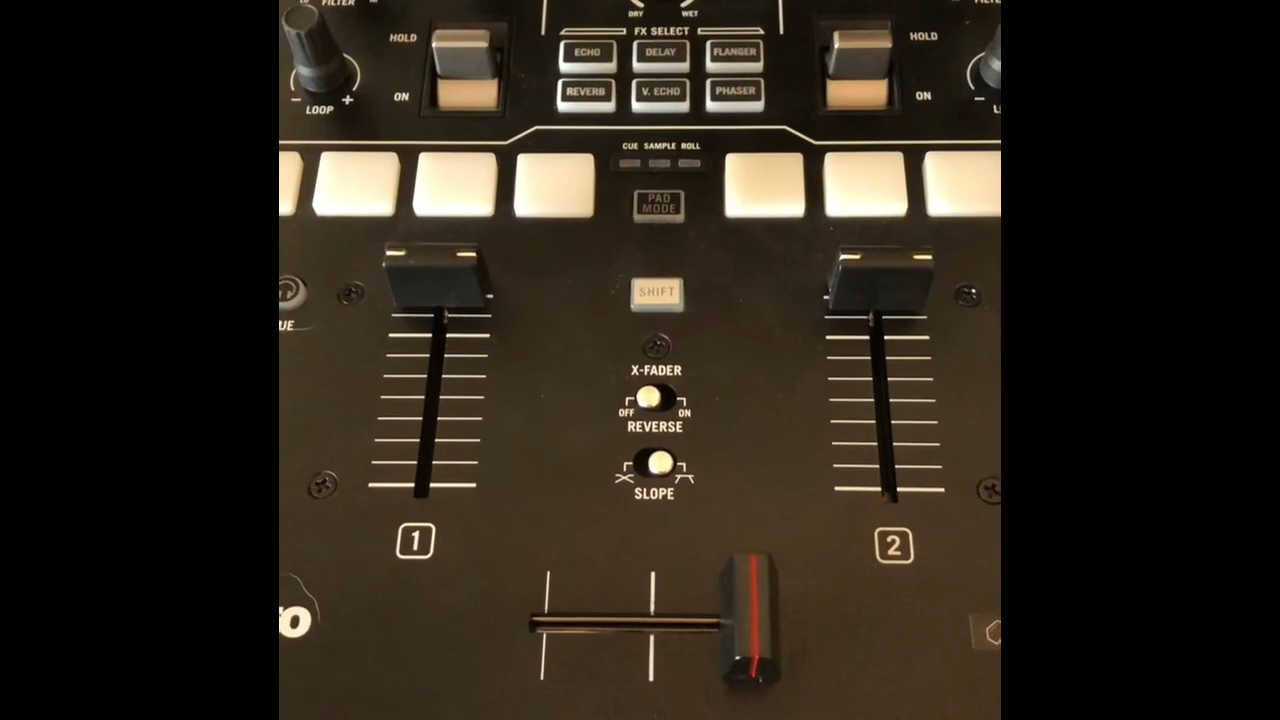 FILTER
DRY WET
HOLD FX SELECT HOLD
ECHO DELAY FLANGER
ON REVERB V. ECHO PHASER ON
- LOOP + -
CUE SAMPLE ROLL
PAD
MODE
SHIFT
X-FADER
OFF ON
REVERSE
SLOPE
1 2